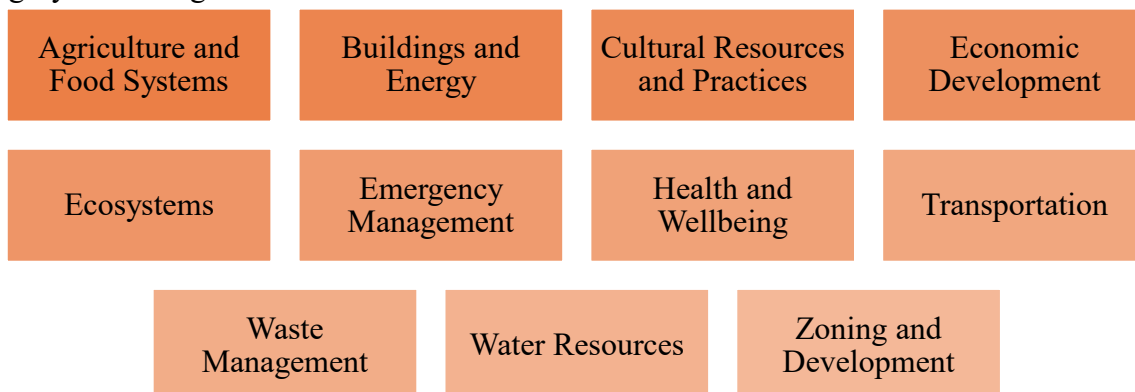 Agriculture and
Food Systems
Buildings and
Energy
Cultural Resources
and Practices
Economic
Development
Ecosystems
Emergency
Management
Health and
Wellbeing
Transportation
Waste
Management
Water Resources
Zoning and
Development